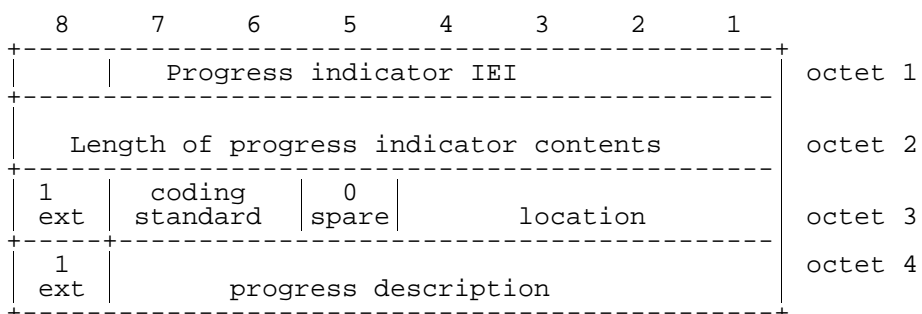 8 7 6 5 4 3 2 1
Progress indicator IEI octet 1
Length of progress indicator contents octet 2
1 coding 0
ext standard spare location octet 3
1 octet 4
ext progress description